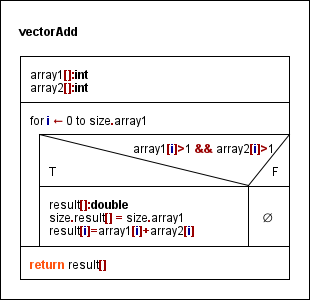 vectorAdd
array1[]:int
array2[]:int
for i ← 0 to size.array1
array1[i]>1 && array2[i]>1
T F
result[]:double
size.result[] = size.array1
result[i]=array1[i]+array2[i]
∅
return result[]